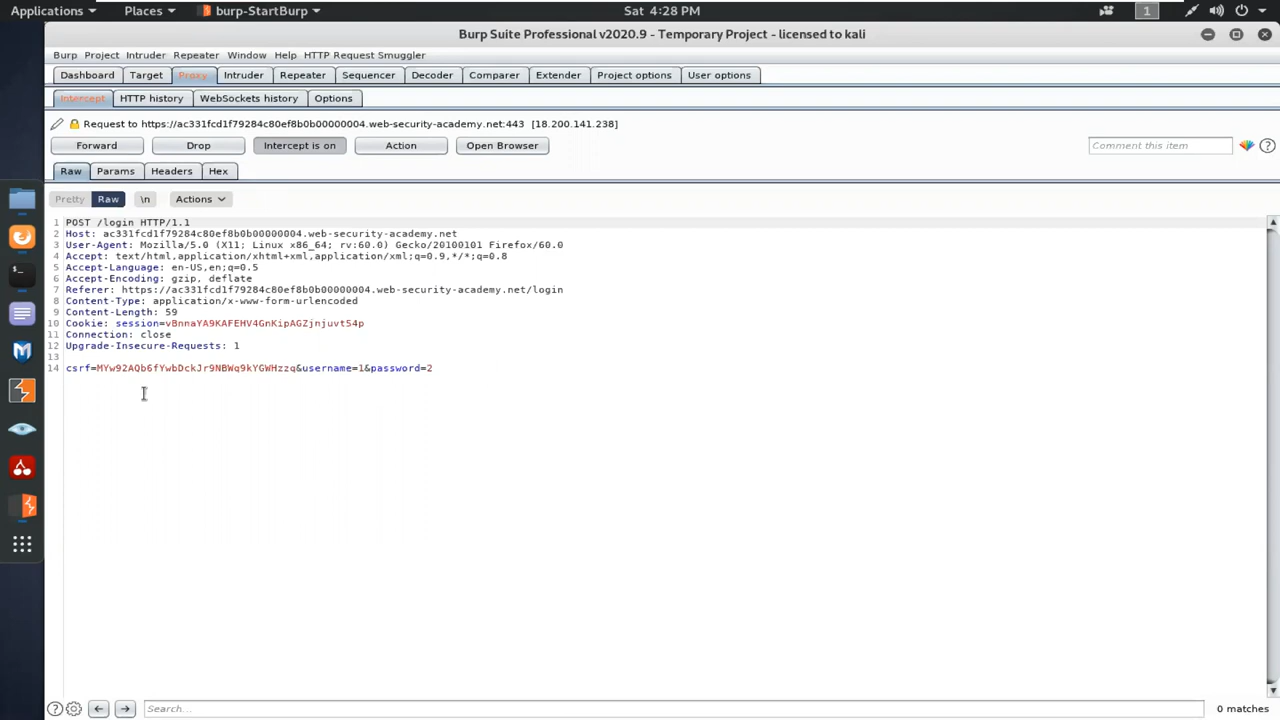 Applications Places burp-StartBurp Sat 4:28 PM 1
Burp Suite Professional v2020.9 - Temporary Project - licensed to kali
Burp Project Intruder Repeater Window Help HTTP Request Smuggler
Dashboard Target Proxy Intruder Repeater Sequencer Decoder Comparer Extender Project options User options
Intercept HTTP history WebSockets history Options
Request to https://ac331fcd1f79284c80ef8b0b00000004.web-security-academy.net:443 [18.200.141.238]
Forward Drop Intercept is on Action Open Browser Comment this item ?
Raw Params Headers Hex
Pretty Raw \n Actions
1 POST /login HTTP/1.1
2 Host: ac331fcd1f79284c80ef8b0b00000004.web-security-academy.net
3 User-Agent: Mozilla/5.0 (X11; Linux x86_64; rv:60.0) Gecko/20100101 Firefox/60.0
4 Accept: text/html,application/xhtml+xml,application/xml;q=0.9,*/*;q=0.8
5 Accept-Language: en-US,en;q=0.5
6 Accept-Encoding: gzip, deflate
7 Referer: https://ac331fcd1f79284c80ef8b0b00000004.web-security-academy.net/login
8 Content-Type: application/x-www-form-urlencoded
9 Content-Length: 59
10 Cookie: session=vBnnaYA9KAFEHV4GnKipAGZjnjuvt54p
11 Connection: close
12 Upgrade-Insecure-Requests: 1
13
14 csrf=MYw92AQb6fYwbDckJr9NBWq9kYGWHzzq&username=1&password=2
? Search... 0 matches